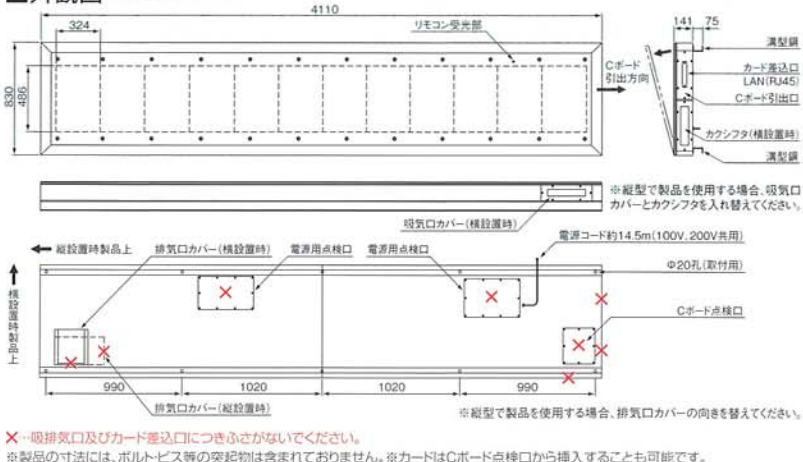 4110
324
リモコン受光部
830
486
Cボード
引出方向
141
75
溝型鋼
カード差込口
LAN(RJ45)
Cボード引出口
カクシフタ(横設置時)
溝型鋼
※縦型で製品を使用する場合、吸気口
カバーとカクシフタを入れ替えてください。
吸気口カバー(横設置時)
電源コード約14.5m(100V、200V共用)
縦設置時製品上
排気口カバー(横設置時)
電源用点検口
電源用点検口
Φ20孔(取付用)
横設置時製品上
Cボード点検口
990
1020
1020
990
排気口カバー(縦設置時)
※縦型で製品を使用する場合、排気口カバーの向きを替えてください。
×…吸排気口及びカード差込口につきふさがないでください。
※製品の寸法には、ボルト・ビス等の突起物は含まれておりません。※カードはCボード点検口から挿入することも可能です。